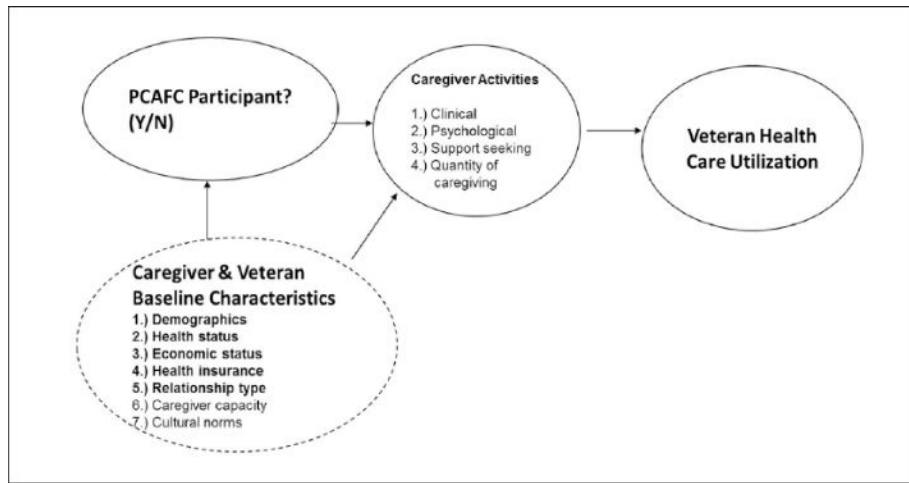 PCAFC Participant?
(Y/N)
Caregiver Activities
1.) Clinical
2.) Psychological
3.) Support seeking
4.) Quantity of
caregiving
Veteran Health
Care Utilization
Caregiver & Veteran
Baseline Characteristics
1.) Demographics
2.) Health status
3.) Economic status
4.) Health insurance
5.) Relationship type
6.) Caregiver capacity
7.) Cultural norms